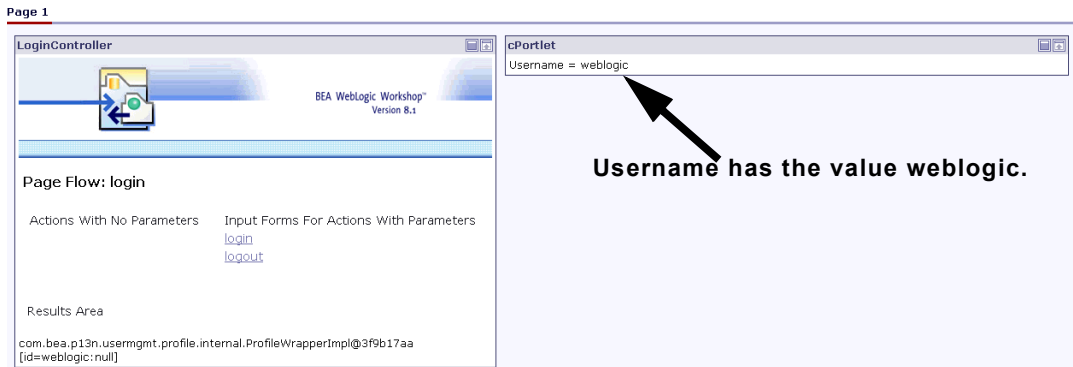 Page 1
LoginController
BEA WebLogic Workshop™
Version 8.1
Page Flow: login
Actions With No Parameters
Input Forms For Actions With Parameters
login
logout
Results Area
com.bea.p13n.usermgmt.profile.internal.ProfileWrapperImpl@3f9b17aa
[id=weblogic:null]
cPortlet
Username = weblogic
Username has the value weblogic.